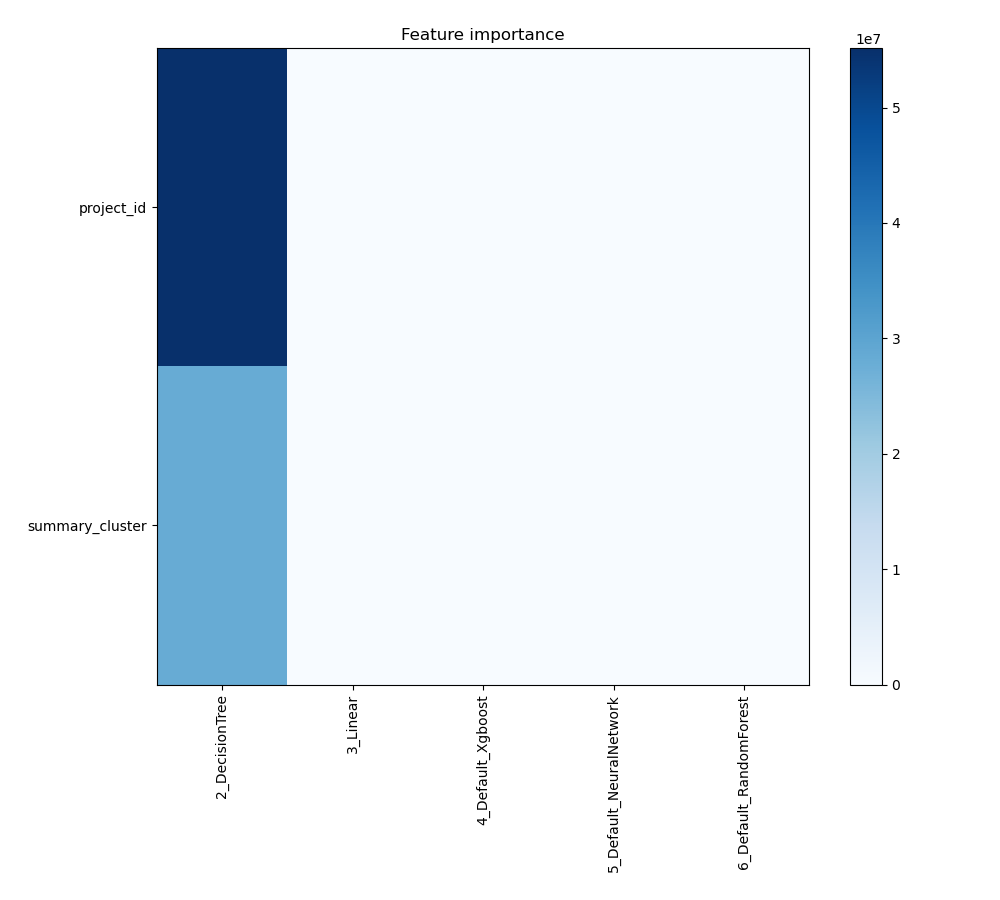 Feature importance
1e7
project_id
summary_cluster
5
4
3
2
1
0
2_DecisionTree
3_Linear
4_Default_Xgboost
5_Default_NeuralNetwork
6_Default_RandomForest